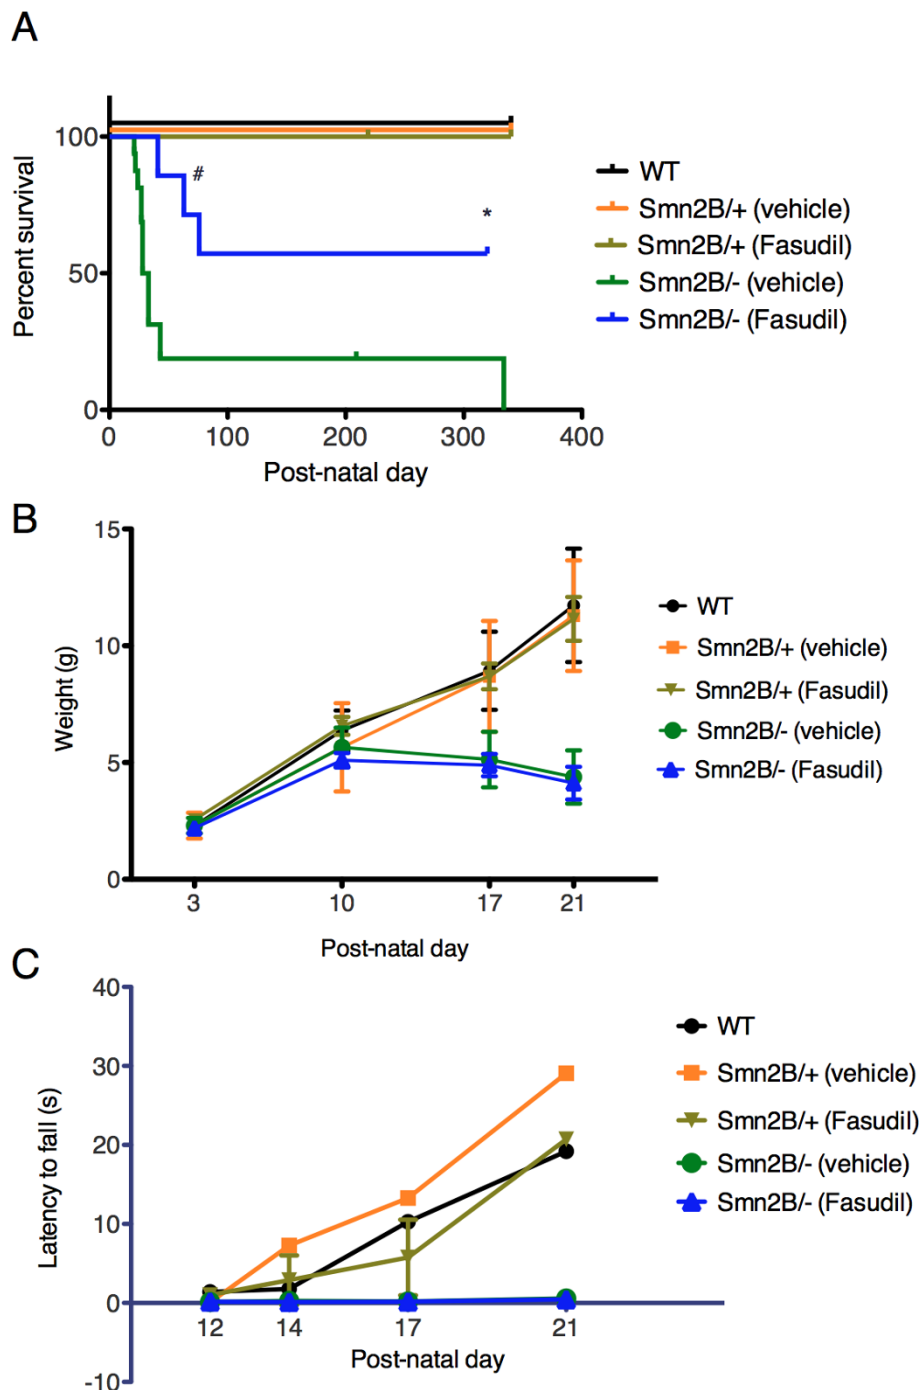 A
Percent survival
100
50
0
#
*
0 100 200 300 400
Post-natal day
WT
Smn2B/+ (vehicle)
Smn2B/+ (Fasudil)
Smn2B/- (vehicle)
Smn2B/- (Fasudil)
B
Weight (g)
15
10
5
0
3 10 17 21
Post-natal day
WT
Smn2B/+ (vehicle)
Smn2B/+ (Fasudil)
Smn2B/- (vehicle)
Smn2B/- (Fasudil)
C
Latency to fall (s)
40
30
20
10
0
-10
12 14 17 21
Post-natal day
WT
Smn2B/+ (vehicle)
Smn2B/+ (Fasudil)
Smn2B/- (vehicle)
Smn2B/- (Fasudil)